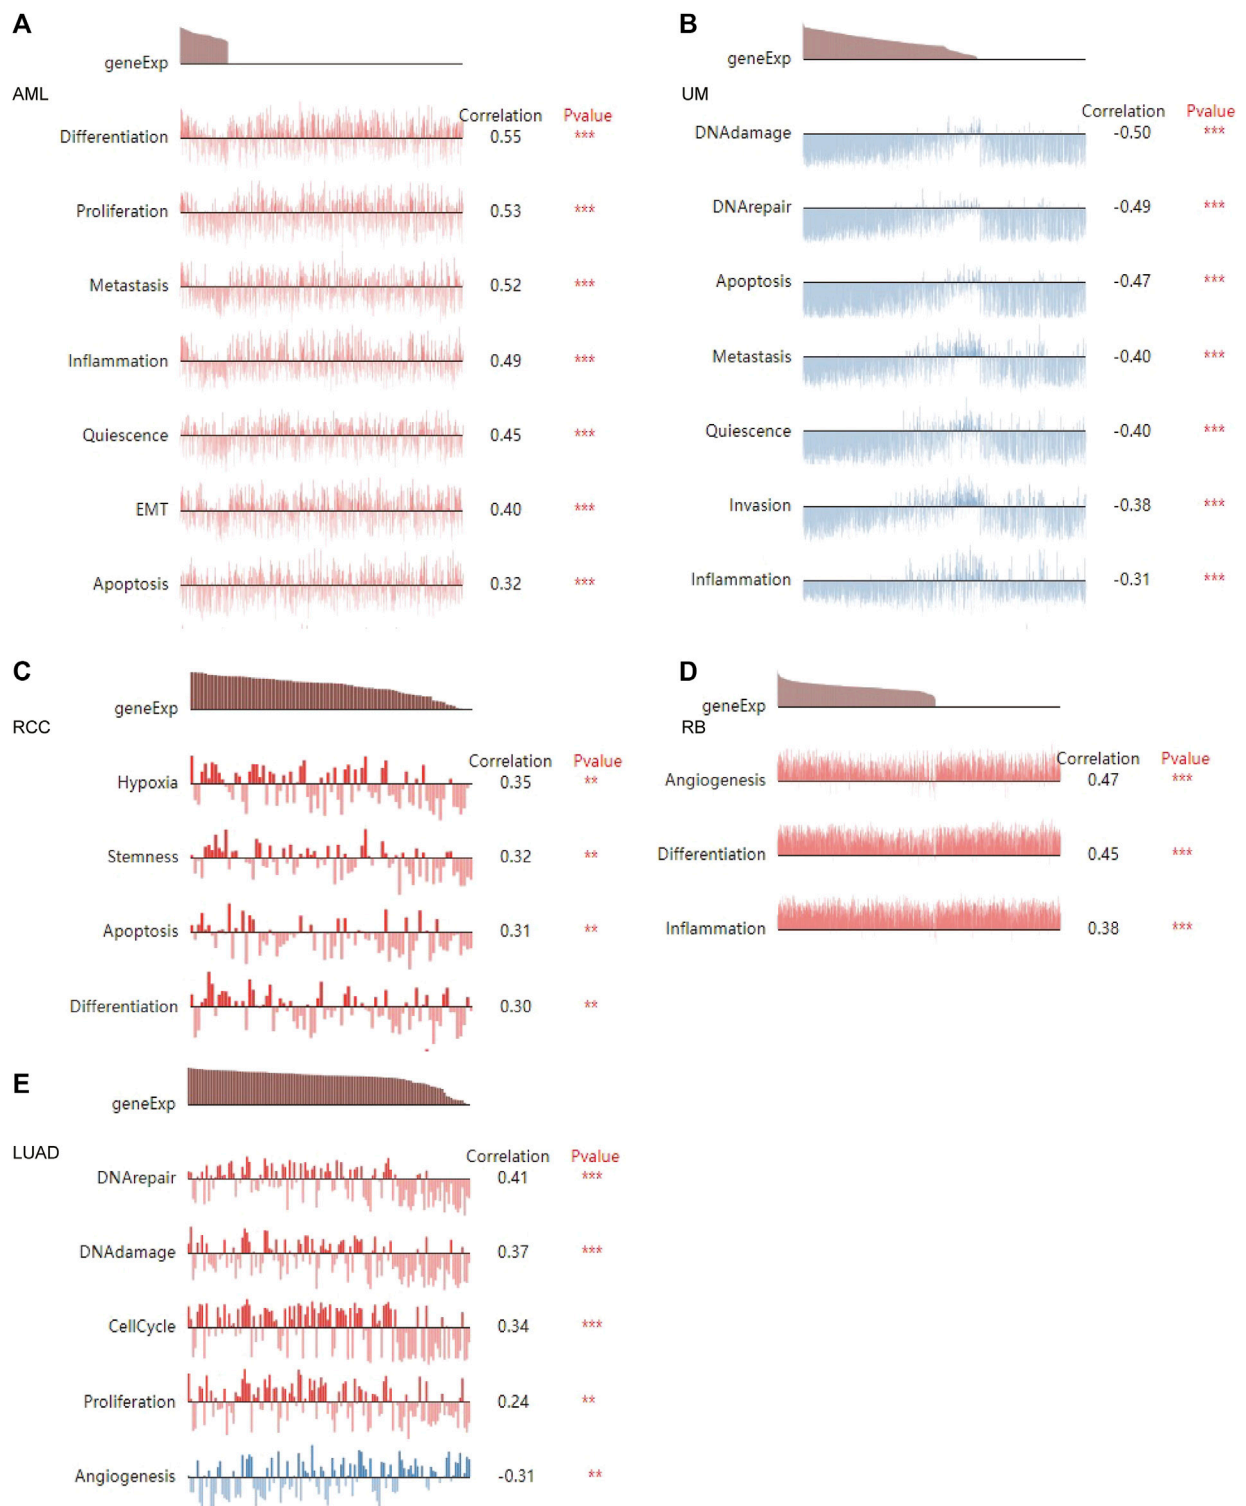 A
geneExp
AML
Correlation Pvalue
Differentiation 0.55 ***
Proliferation 0.53 ***
Metastasis 0.52 ***
Inflammation 0.49 ***
Quiescence 0.45 ***
EMT 0.40 ***
Apoptosis 0.32 ***
B
geneExp
UM
Correlation Pvalue
DNAdamage -0.50 ***
DNArepair -0.49 ***
Apoptosis -0.47 ***
Metastasis -0.40 ***
Quiescence -0.40 ***
Invasion -0.38 ***
Inflammation -0.31 ***
C
geneExp
RCC
Correlation Pvalue
Hypoxia 0.35 **
Stemness 0.32 **
Apoptosis 0.31 **
Differentiation 0.30 **
D
geneExp
RB
Correlation Pvalue
Angiogenesis 0.47 ***
Differentiation 0.45 ***
Inflammation 0.38 ***
E
geneExp
LUAD
Correlation Pvalue
DNArepair 0.41 ***
DNAdamage 0.37 ***
CellCycle 0.34 ***
Proliferation 0.24 **
Angiogenesis -0.31 **